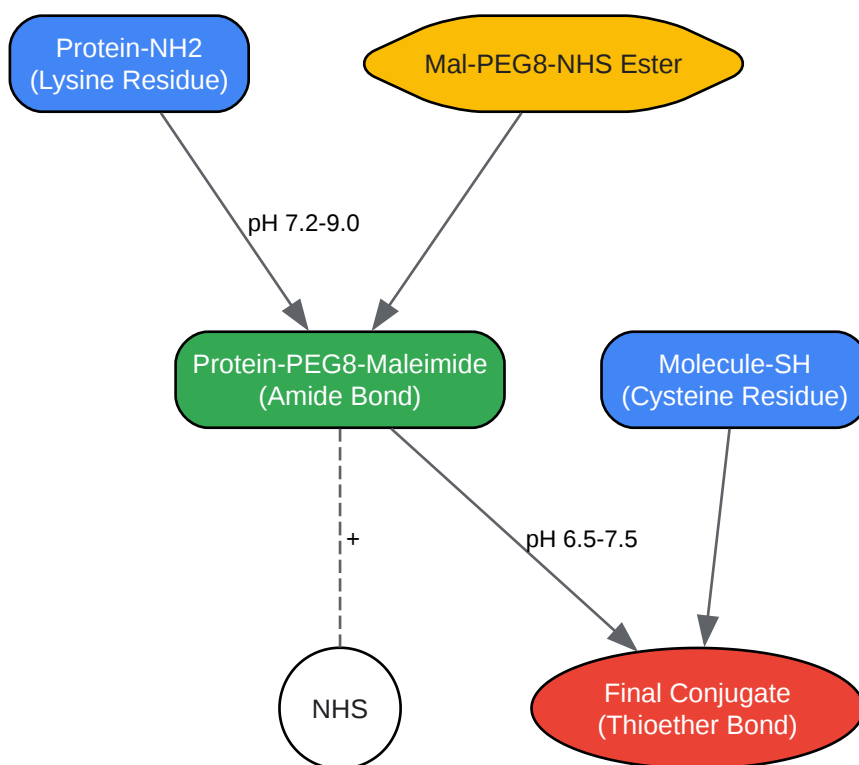 Protein-NH2
(Lysine Residue)
Mal-PEG8-NHS Ester
pH 7.2-9.0
Protein-PEG8-Maleimide
(Amide Bond)
Molecule-SH
(Cysteine Residue)
+
pH 6.5-7.5
NHS
Final Conjugate
(Thioether Bond)